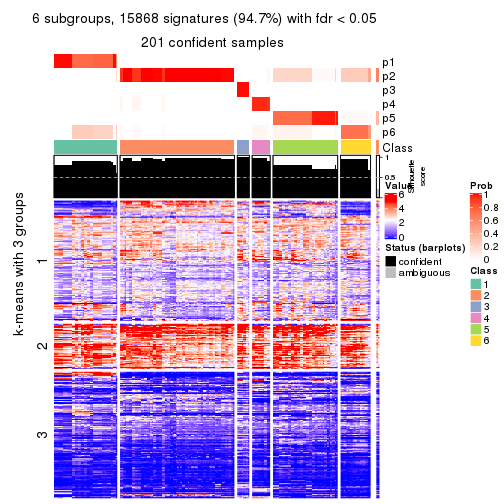 6 subgroups, 15868 signatures (94.7%) with fdr < 0.05
201 confident samples
p1
p2
p3
p4
p5
p6
Class
1
0.5
0
Silhouette
score
k-means with 3 groups
1
2
3
Value
6
4
2
0
Status (barplots)
confident
ambiguous
Prob
1
0.8
0.6
0.4
0.2
0
Class
1
2
3
4
5
6